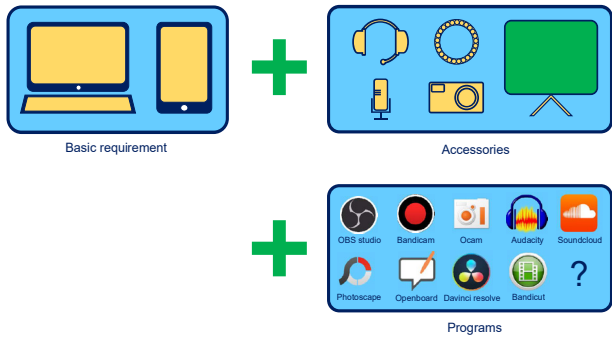 Basic requirement
Accessories
OBS studio
Bandicam
Ocam
Audacity
Soundcloud
Photoscape
Openboard
Davinci resolve
Bandicut
?
Programs